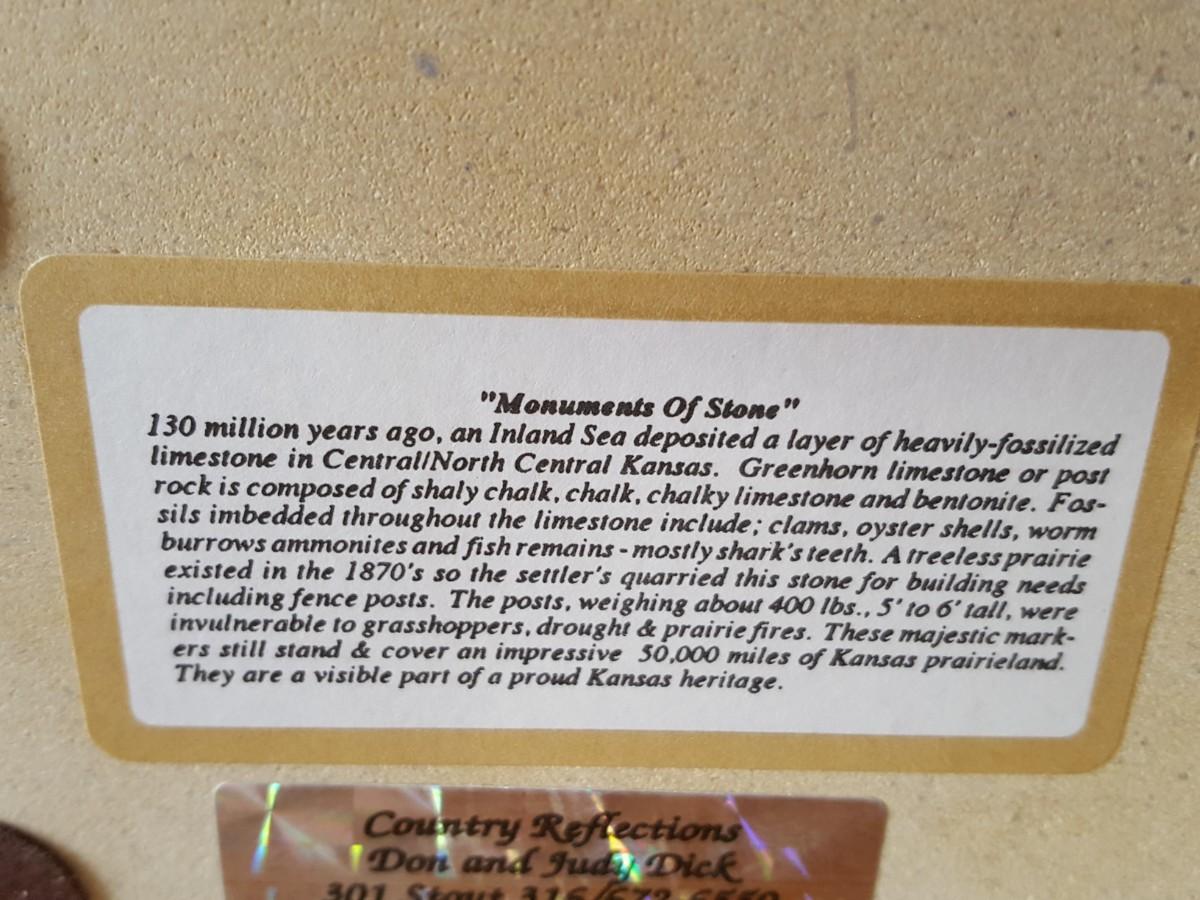 "Monuments Of Stone"
130 million years ago, an Inland Sea deposited a layer of heavily-fossilized
limestone in Central/North Central Kansas. Greenhorn limestone or post
rock is composed of shaly chalk, chalk, chalky limestone and bentonite. Fos-
sils imbedded throughout the limestone include; clams, oyster shells, worm
burrows ammonites and fish remains - mostly shark's teeth. A treeless prairie
existed in the 1870's so the settler's quarried this stone for building needs
including fence posts. The posts, weighing about 400 lbs., 5' to 6' tall, were
invulnerable to grasshoppers, drought & prairie fires. These majestic mark-
ers still stand & cover an impressive 50,000 miles of Kansas prairieland.
They are a visible part of a proud Kansas heritage.
Country Reflections
Don and Judy Dick
301 Stout